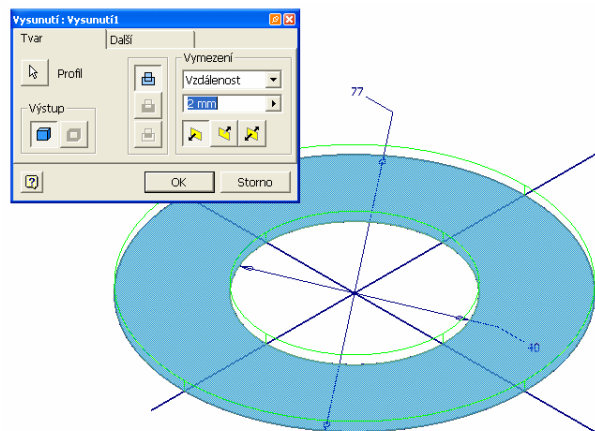 Vysunutí : Vysunutí1
Tvar
Další
Profil
Výstup
Vymezení
Vzdálenost
2 mm
OK
Storno
77
40